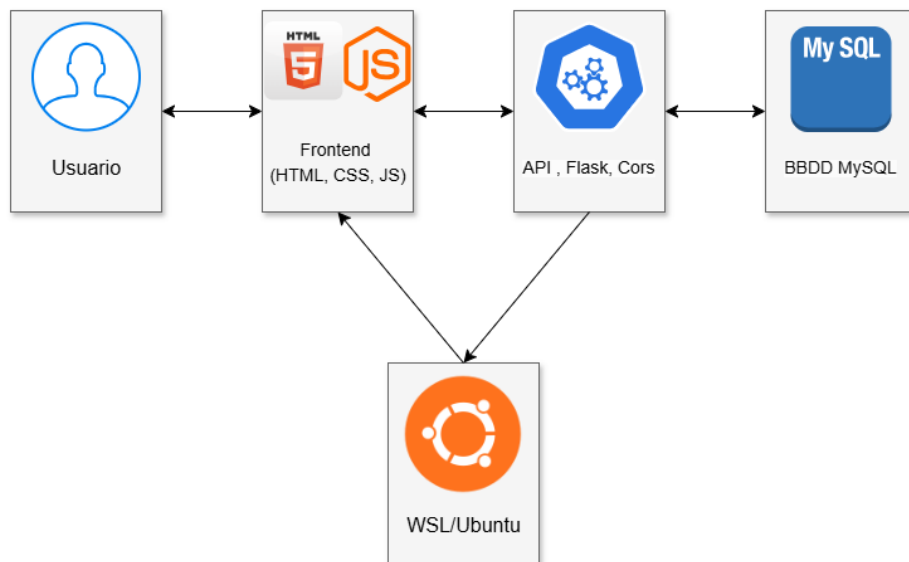 HTML
5
JS
My SQL
Usuario
Frontend
(HTML, CSS, JS)
API , Flask, Cors
BBDD MySQL
WSL/Ubuntu